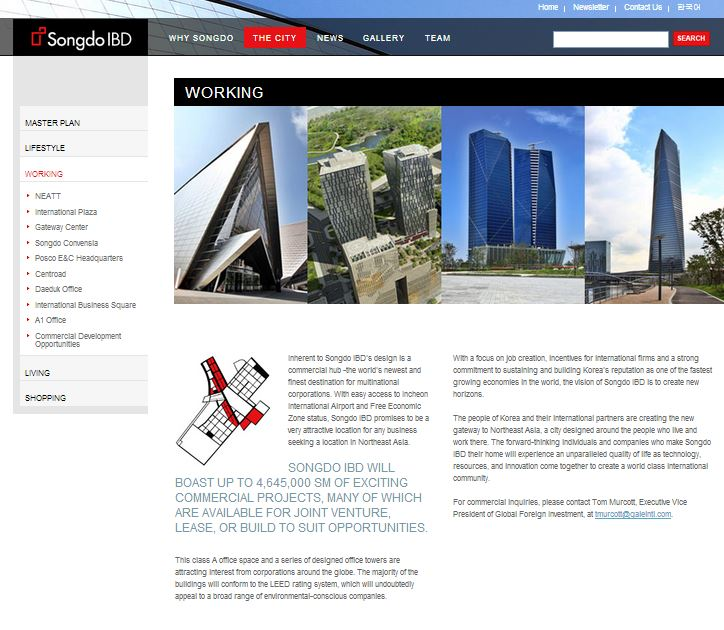 Home | Newsletter | Contact Us | 한국어
Songdo IBD
WHY SONGDO
THE CITY
NEWS
GALLERY
TEAM
SEARCH
WORKING
MASTER PLAN
LIFESTYLE
WORKING
NEATT
International Plaza
Gateway Center
Songdo Convensia
Posco E&C Headquarters
Centroad
Daeduk Office
International Business Square
A1 Office
Commercial Development
Opportunities
LIVING
SHOPPING
Inherent to Songdo IBD's design is a
commercial hub -the world's newest and
finest destination for multinational
corporations. With easy access to Incheon
International Airport and Free Economic
Zone status, Songdo IBD promises to be a
very attractive location for any business
seeking a location in Northeast Asia.
SONGDO IBD WILL
BOAST UP TO 4,645,000 SM OF EXCITING
COMMERCIAL PROJECTS, MANY OF WHICH
ARE AVAILABLE FOR JOINT VENTURE,
LEASE, OR BUILD TO SUIT OPPORTUNITIES.
This class A office space and a series of designed office towers are
attracting interest from corporations around the globe. The majority of the
buildings will conform to the LEED rating system, which will undoubtedly
appeal to a broad range of environmental-conscious companies.
With a focus on job creation, incentives for international firms and a strong
commitment to sustaining and building Korea's reputation as one of the fastest
growing economies in the world, the vision of Songdo IBD is to create new
horizons.
The people of Korea and their international partners are creating the new
gateway to Northeast Asia, a city designed around the people who live and
work there. The forward-thinking individuals and companies who make Songdo
IBD their home will experience an unparalleled quality of life as technology,
resources, and innovation come together to create a world class international
community.
For commercial inquiries, please contact Tom Murcott, Executive Vice
President of Global Foreign Investment, at tmurcott@galeintl.com.